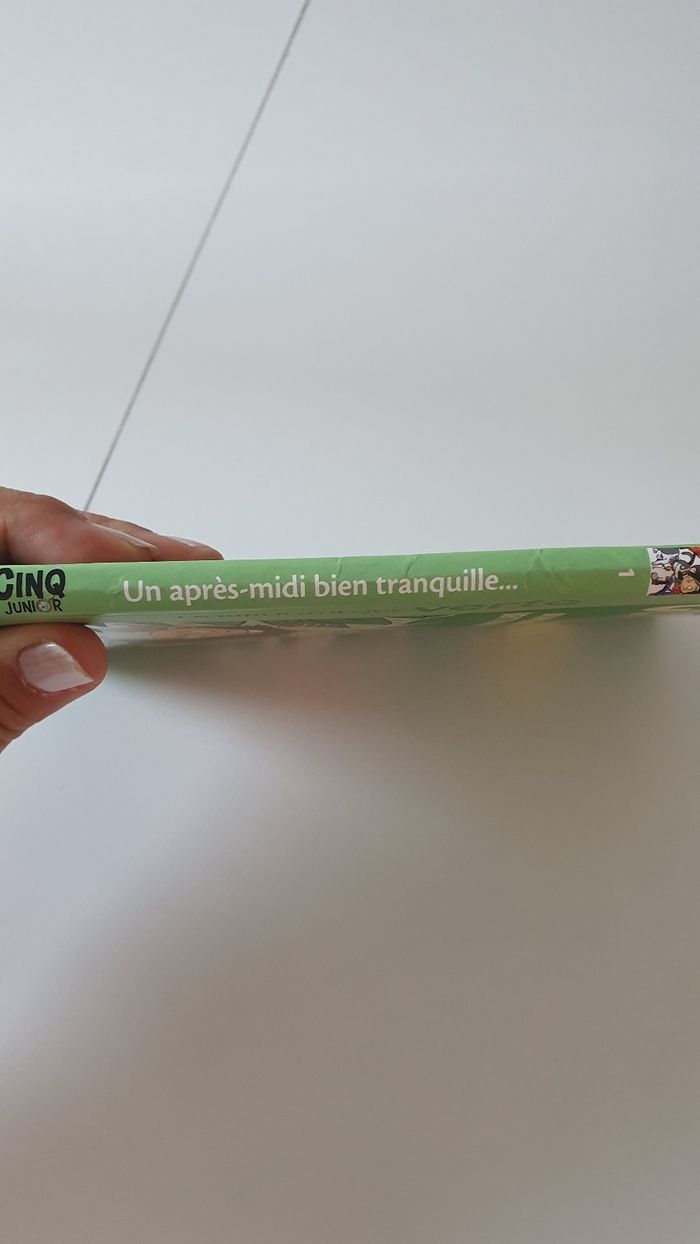 CINQ
JUNIOR
Un après-midi bien tranquille...
1